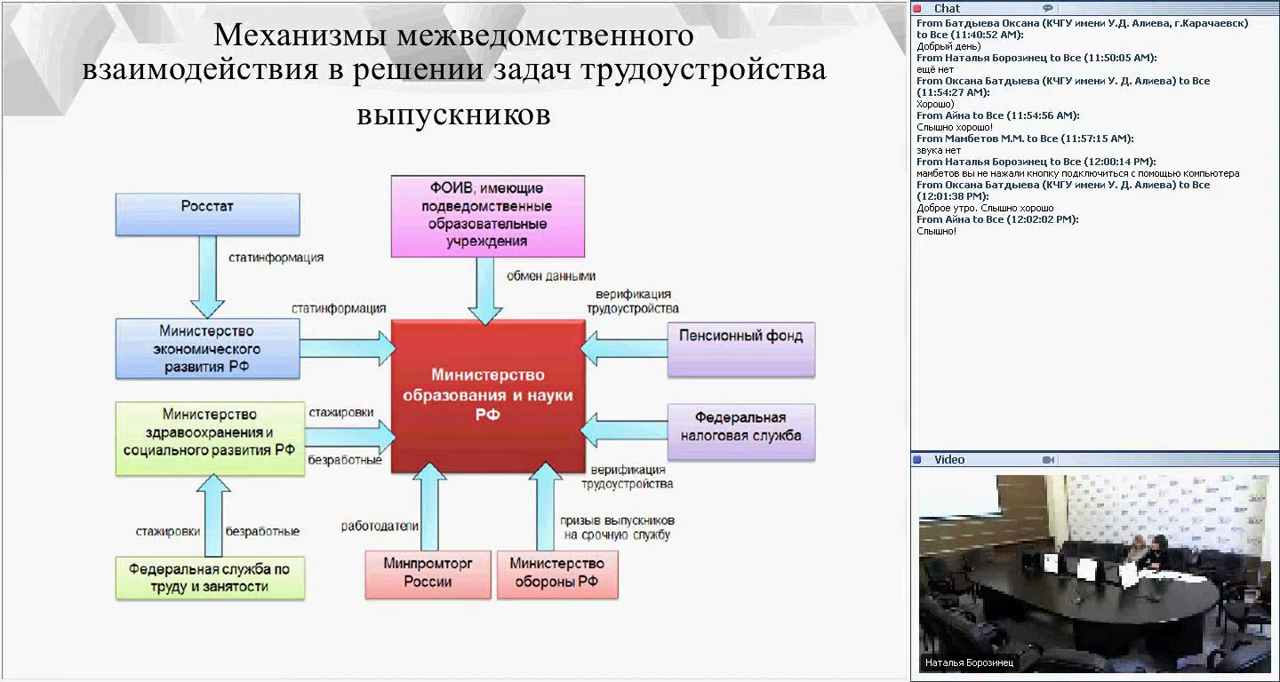 Механизмы межведомственного
взаимодействия в решении задач трудоустройства
выпускников
Росстат
ФОИВ, имеющие
подведомственные
образовательные
учреждения
статинформация
обмен данными
статинформация
верификация
трудоустройства
Министерство
экономического
развития РФ
Пенсионный фонд
Министерство
образования и науки
РФ
Министерство
здравоохранения и
социального развития РФ
стажировки
безработные
Федеральная
налоговая служба
верификация
трудоустройства
стажировки
безработные
работодатели
призыв выпускников
на срочную службу
Федеральная служба по
труду и занятости
Минпромторг
России
Министерство
обороны РФ
Chat
From Батдыева Оксана (КЧГУ имени У.Д. Алиева, г.Карачаевск)
to Все (11:40:52 AM):
Добрый день)
From Наталья Борозинец to Все (11:50:05 AM):
ещё нет
From Оксана Батдыева (КЧГУ имени У. Д. Алиева) to Все
(11:54:27 AM):
Хорошо)
From Айна to Все (11:54:56 AM):
Слышно хорошо!
From Мамбетов М.М. to Все (11:57:15 AM):
звука нет
From Наталья Борозинец to Все (12:00:14 PM):
мамбетов вы не нажали кнопку подключиться с помощью компьютера
From Оксана Батдыева (КЧГУ имени У. Д. Алиева) to Все
(12:01:38 PM):
Доброе утро. Слышно хорошо
From Айна to Все (12:02:02 PM):
Слышно!
Video
Наталья Борозинец